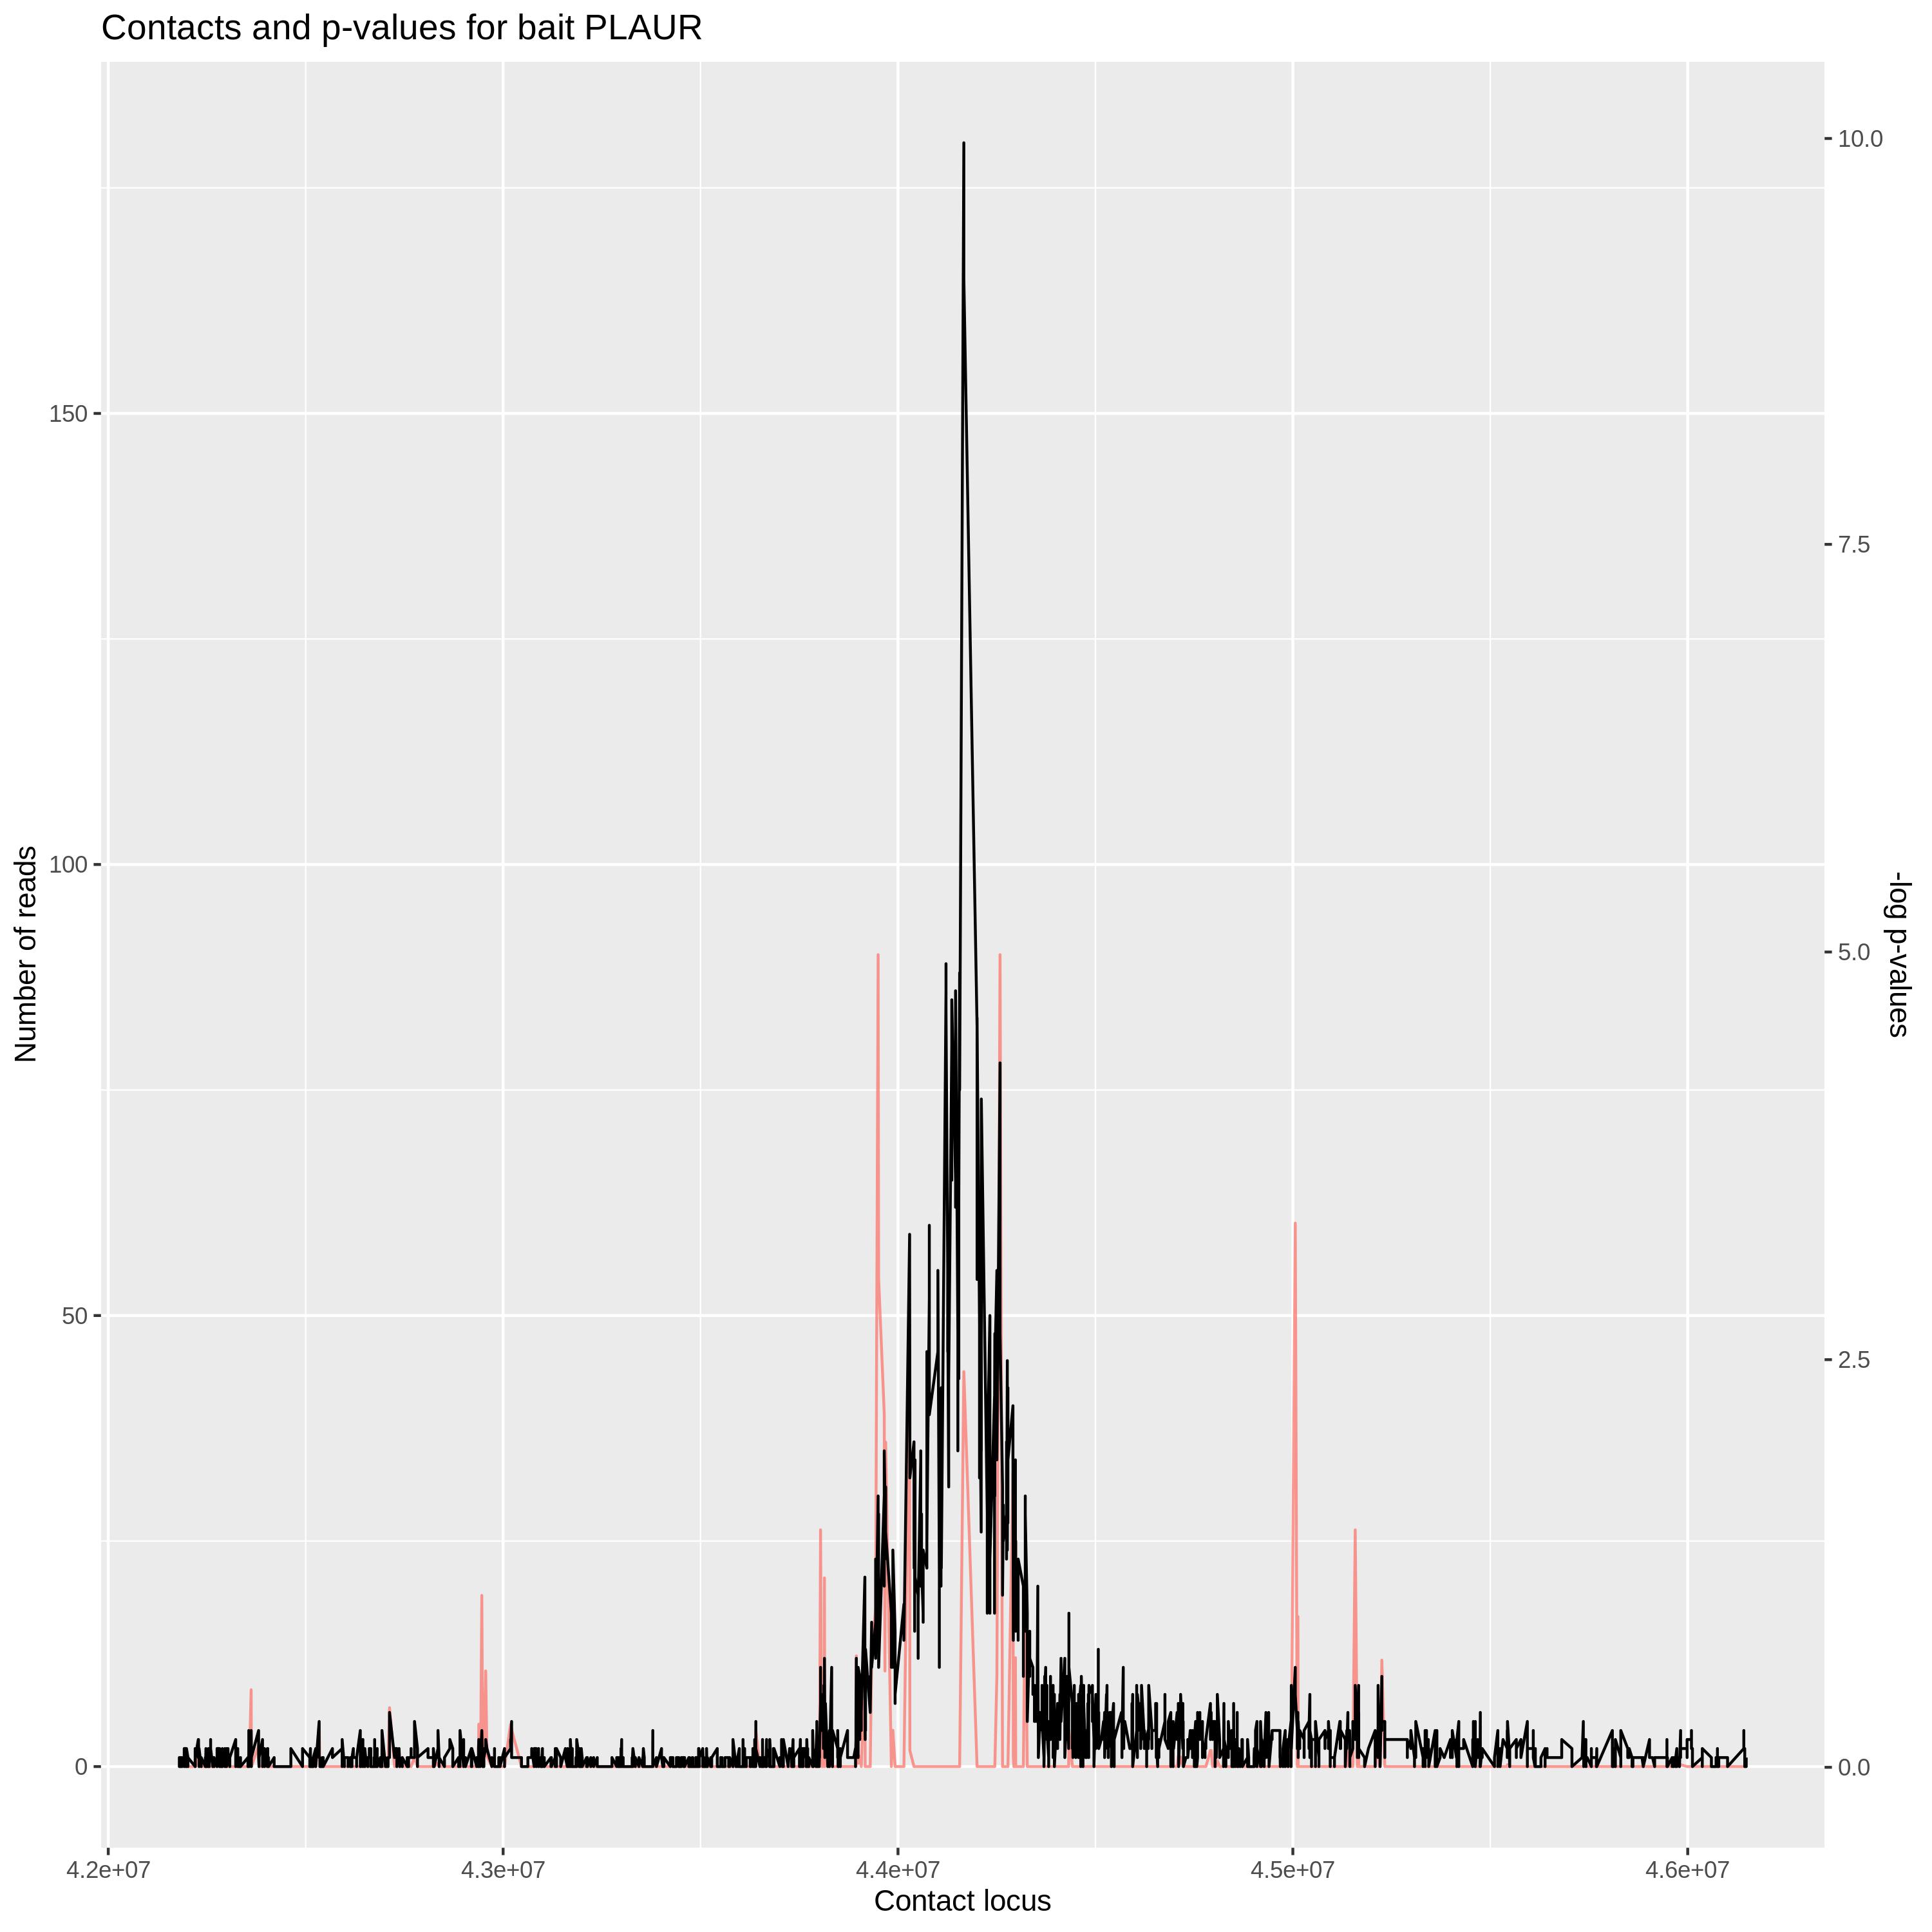 Contacts and p-values for bait PLAUR
150
100
50
0
Number of reads
10.0
7.5
5.0
2.5
0.0
-log p-values
4.2e+07 4.3e+07 4.4e+07 4.5e+07 4.6e+07
Contact locus